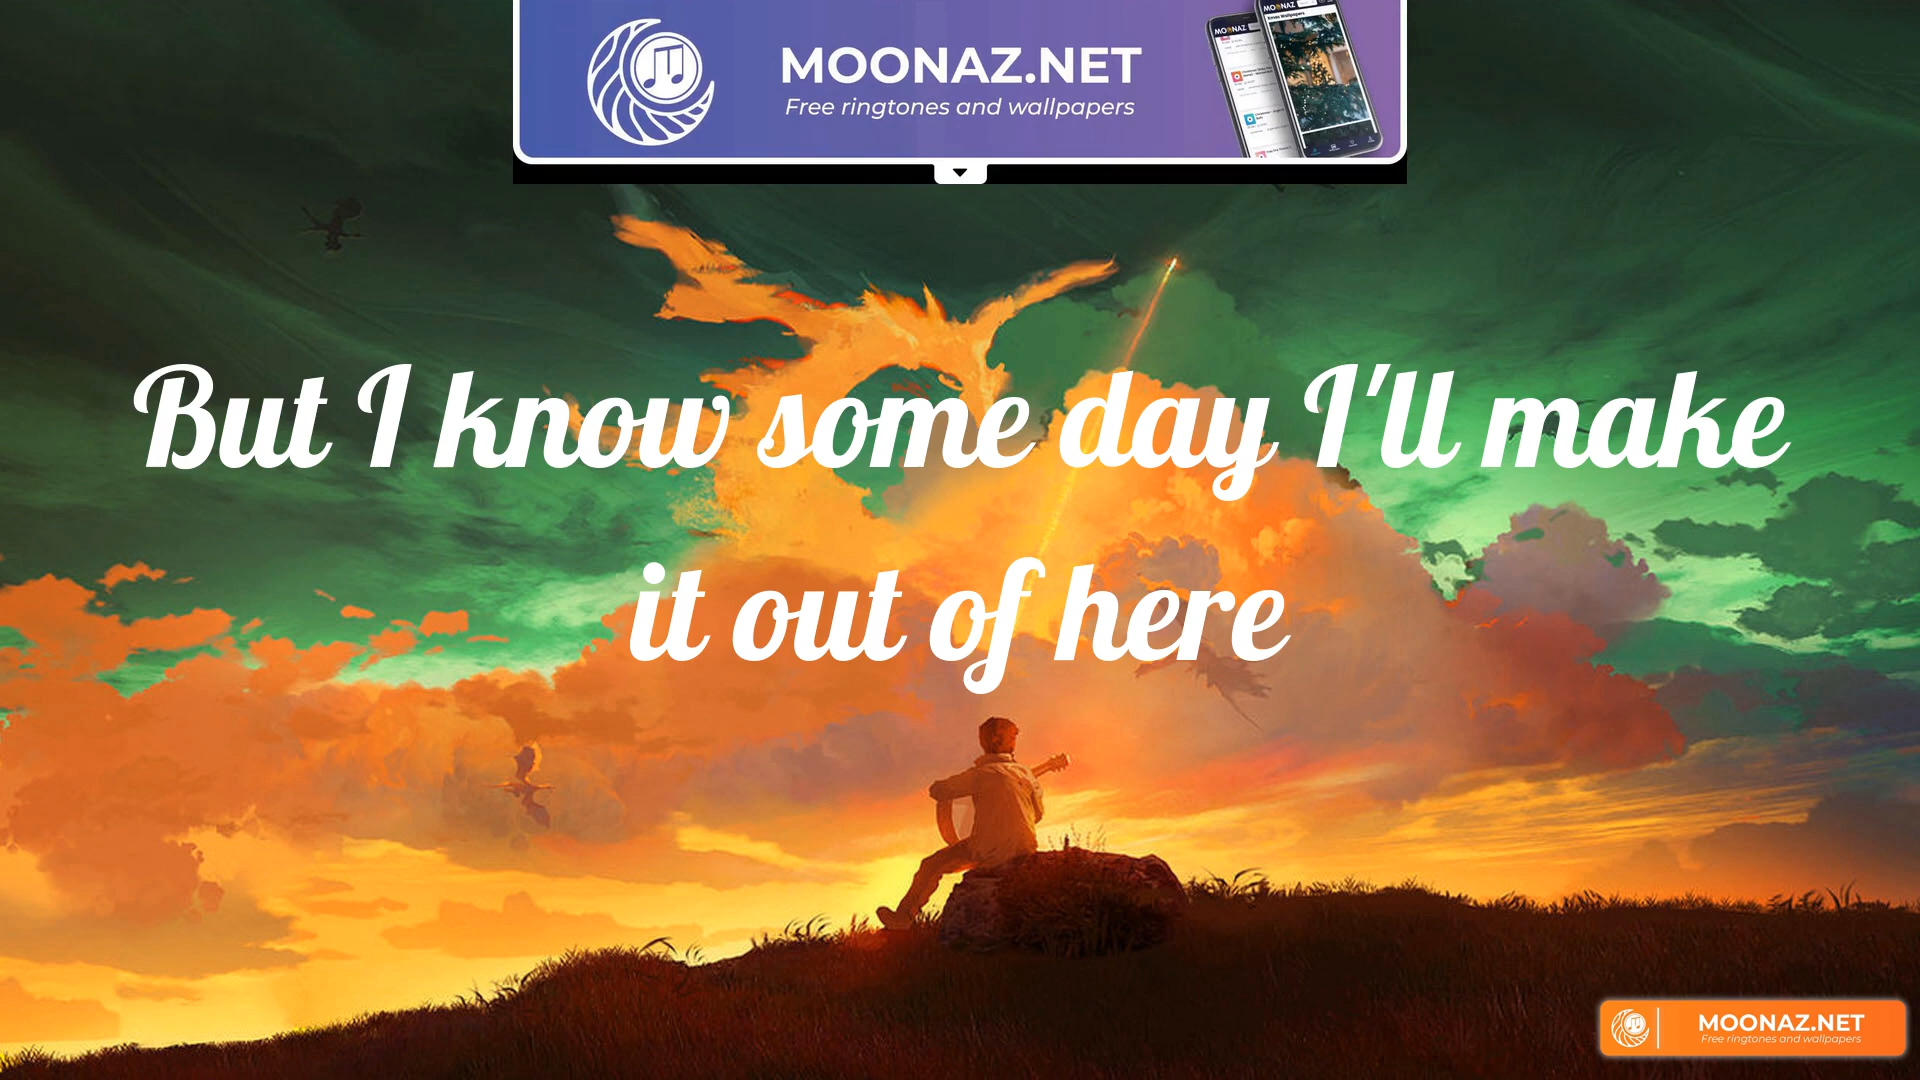 MOONAZ.NET
Free ringtones and wallpapers
But I know some day I'll make
it out of here
MOONAZ.NET
Free ringtones and wallpapers